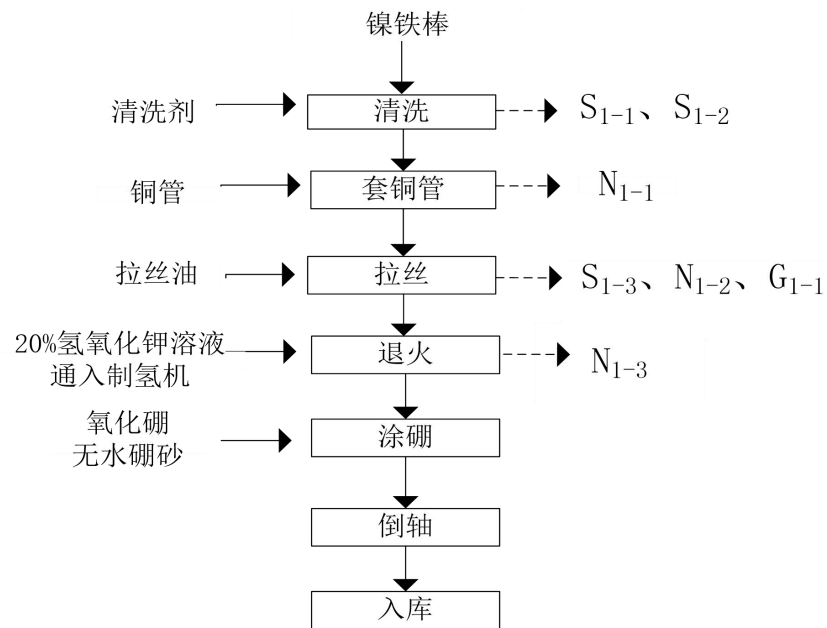 镍铁棒
清洗剂
清洗
S1-1、S1-2
铜管
套铜管
N1-1
拉丝油
拉丝
S1-3、N1-2、G1-1
20%氢氧化钾溶液
通入制氢机
退火
N1-3
氧化硼
无水硼砂
涂硼
倒轴
入库